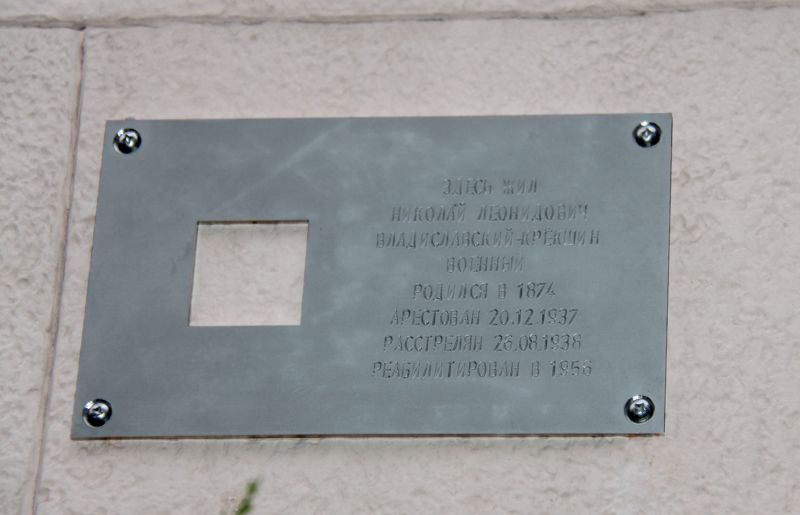 ЗДЕСЬ ЖИЛ
НИКОЛАЙ ЛЕОНИДОВИЧ
ВЛАДИСЛАВСКИЙ-КРЁКШИН
ВОЕННЫЙ
РОДИЛСЯ В 1874
АРЕСТОВАН 20.12.1937
РАССТРЕЛЯН 26.08.1938
РЕАБИЛИТИРОВАН В 1956